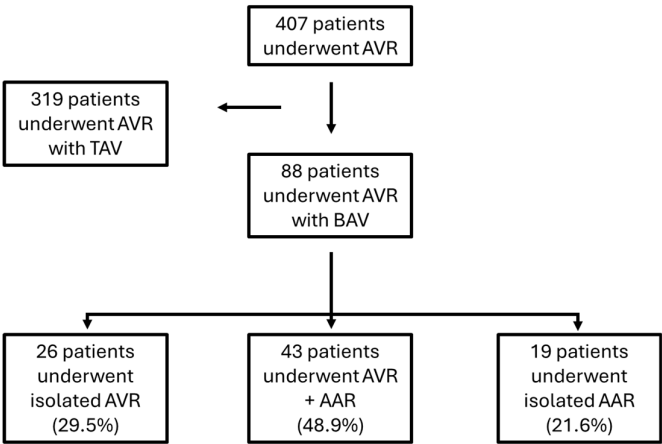 407 patients
underwent AVR
319 patients
underwent AVR
with TAV
88 patients
underwent AVR
with BAV
26 patients
underwent
isolated AVR
(29.5%)
43 patients
underwent AVR
+ AAR
(48.9%)
19 patients
underwent
isolated AAR
(21.6%)